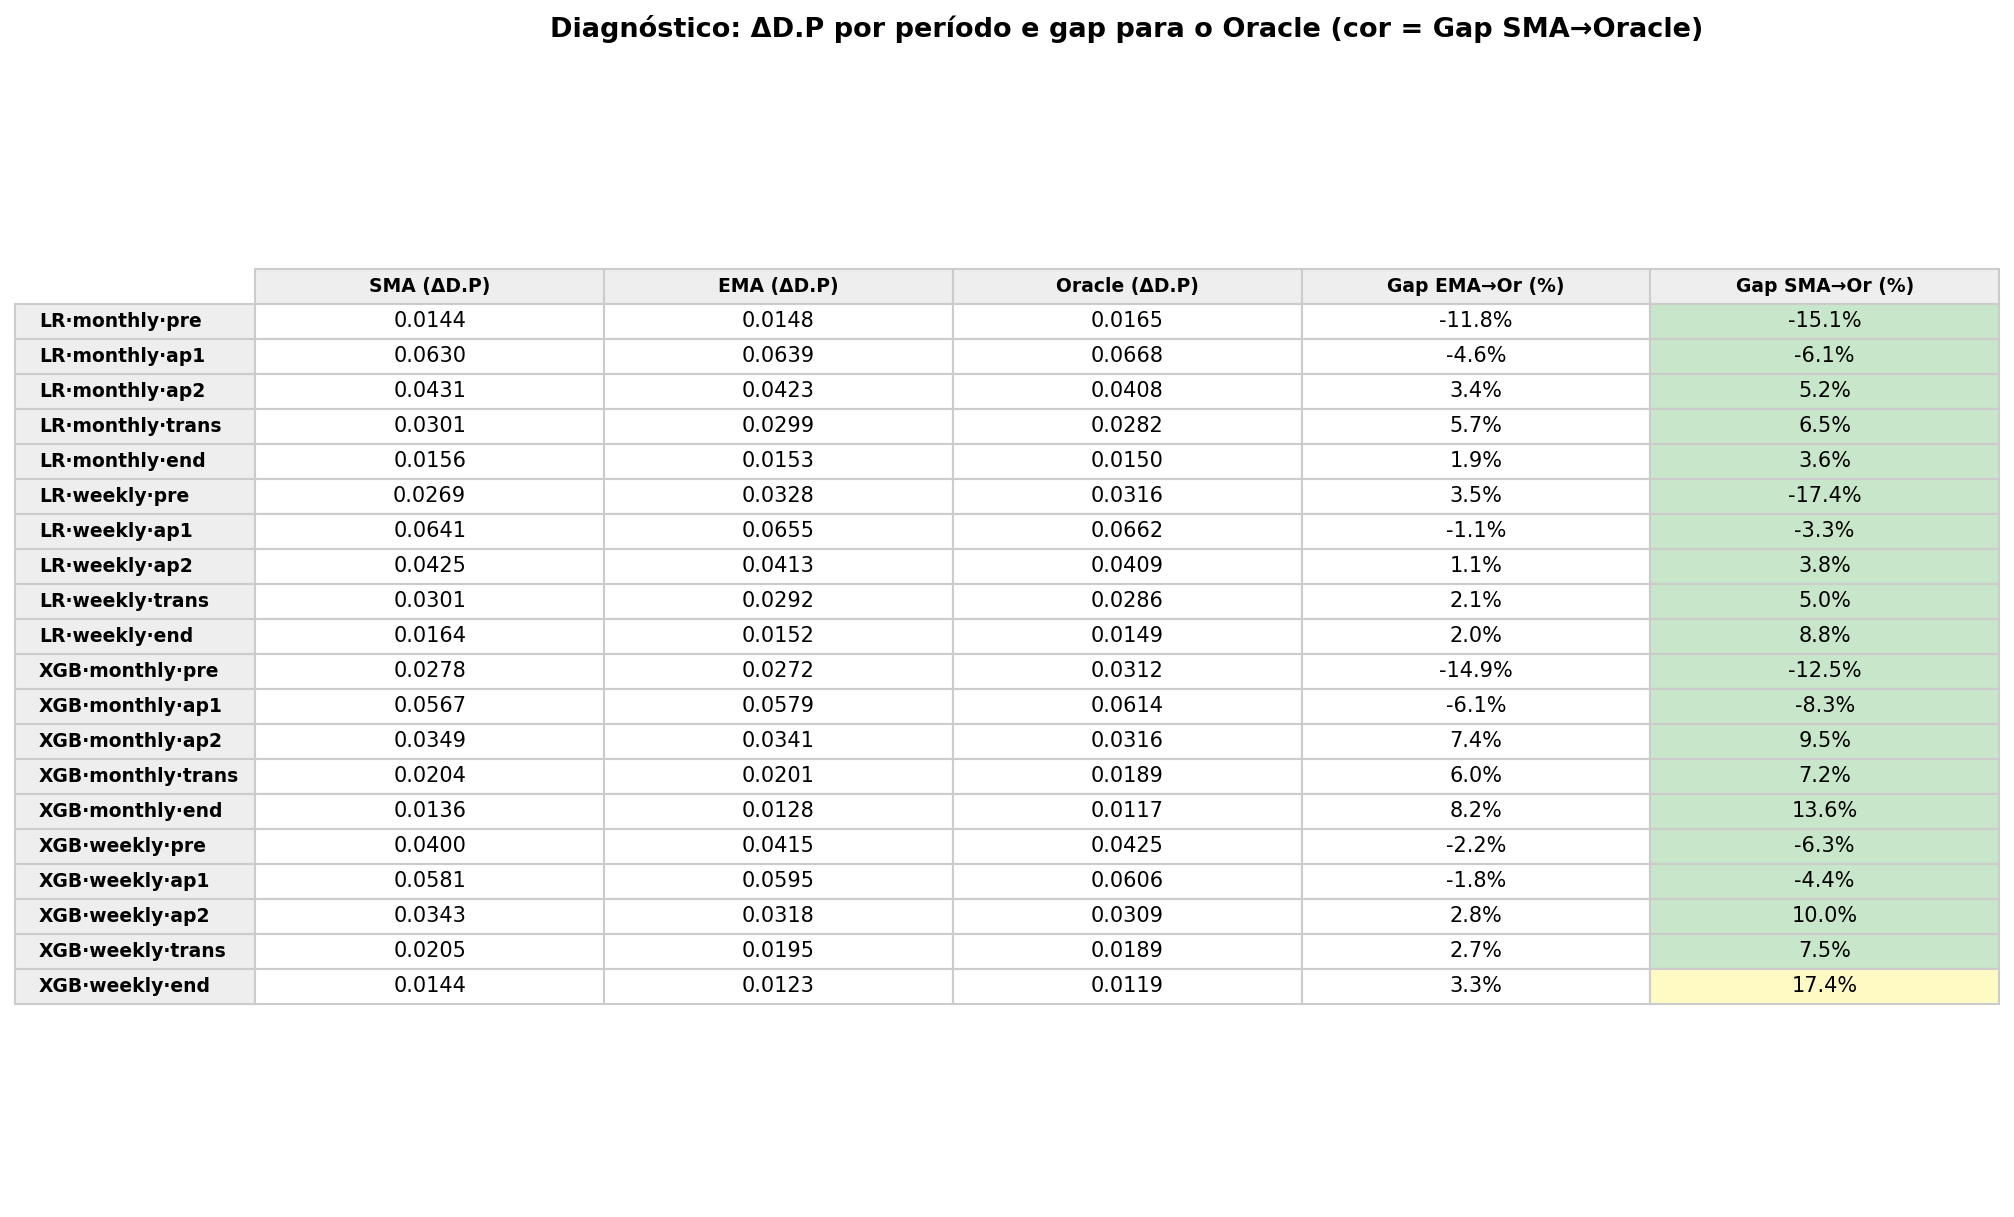 Diagnóstico: ΔD.P por período e gap para o Oracle (cor = Gap SMA→Oracle)
SMA (ΔD.P) EMA (ΔD.P) Oracle (ΔD.P) Gap EMA→Or (%) Gap SMA→Or (%)
LR·monthly·pre 0.0144 0.0148 0.0165 -11.8% -15.1%
LR·monthly·ap1 0.0630 0.0639 0.0668 -4.6% -6.1%
LR·monthly·ap2 0.0431 0.0423 0.0408 3.4% 5.2%
LR·monthly·trans 0.0301 0.0299 0.0282 5.7% 6.5%
LR·monthly·end 0.0156 0.0153 0.0150 1.9% 3.6%
LR·weekly·pre 0.0269 0.0328 0.0316 3.5% -17.4%
LR·weekly·ap1 0.0641 0.0655 0.0662 -1.1% -3.3%
LR·weekly·ap2 0.0425 0.0413 0.0409 1.1% 3.8%
LR·weekly·trans 0.0301 0.0292 0.0286 2.1% 5.0%
LR·weekly·end 0.0164 0.0152 0.0149 2.0% 8.8%
XGB·monthly·pre 0.0278 0.0272 0.0312 -14.9% -12.5%
XGB·monthly·ap1 0.0567 0.0579 0.0614 -6.1% -8.3%
XGB·monthly·ap2 0.0349 0.0341 0.0316 7.4% 9.5%
XGB·monthly·trans 0.0204 0.0201 0.0189 6.0% 7.2%
XGB·monthly·end 0.0136 0.0128 0.0117 8.2% 13.6%
XGB·weekly·pre 0.0400 0.0415 0.0425 -2.2% -6.3%
XGB·weekly·ap1 0.0581 0.0595 0.0606 -1.8% -4.4%
XGB·weekly·ap2 0.0343 0.0318 0.0309 2.8% 10.0%
XGB·weekly·trans 0.0205 0.0195 0.0189 2.7% 7.5%
XGB·weekly·end 0.0144 0.0123 0.0119 3.3% 17.4%